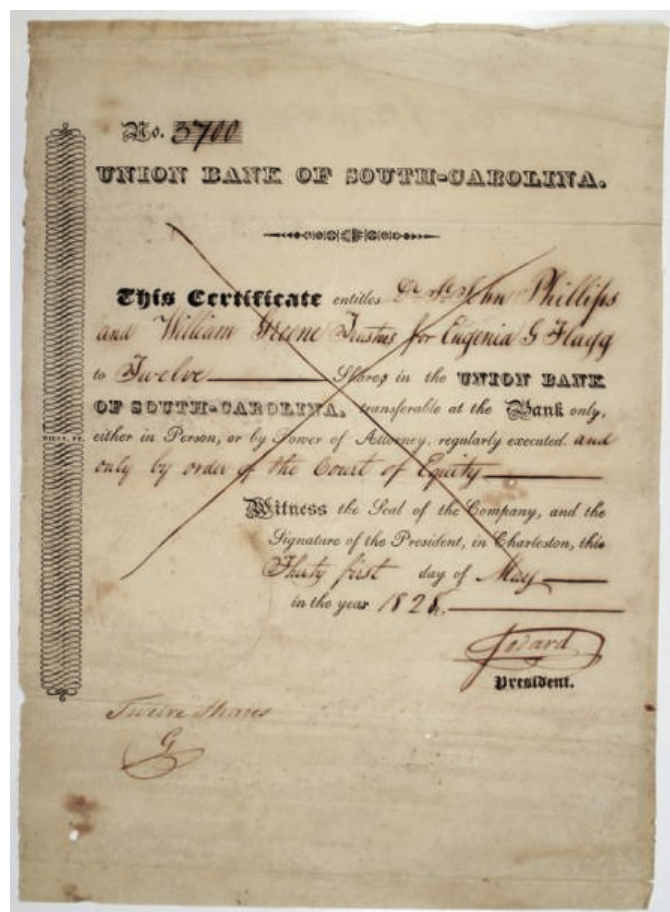 No. 3700
UNION BANK OF SOUTH-CAROLINA.
This Certificate entitles John Phillips
and William Greene Trustees for Eugenia G Flagg
to Twelve Shares in the UNION BANK
OF SOUTH-CAROLINA, transferable at the Bank only,
either in Person, or by Power of Attorney, regularly executed. and
only by order of the Court of Equity
Witness the Seal of the Company, and the
Signature of the President, in Charleston, this
Thirty first day of May
in the year 1828.
President.
Twelve Shares
G